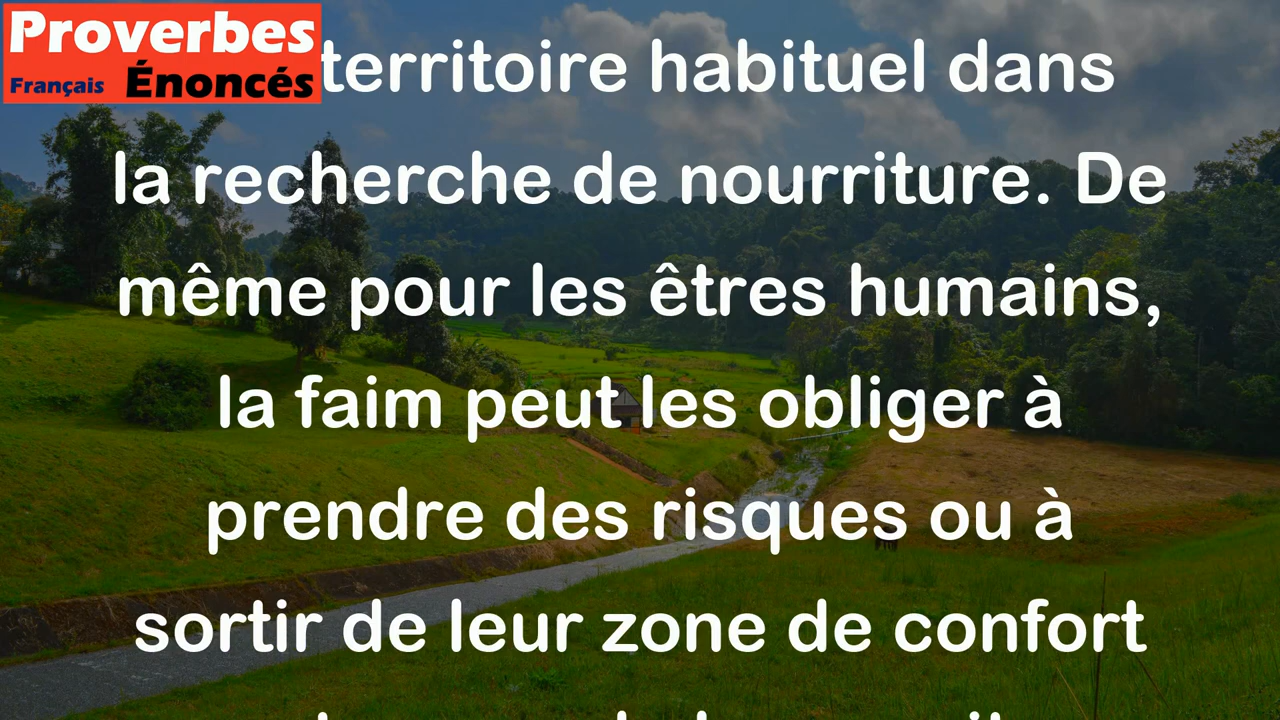 Proverbes
Français Énoncés
territoire habituel dans
la recherche de nourriture. De
même pour les êtres humains,
la faim peut les obliger à
prendre des risques ou à
sortir de leur zone de confort